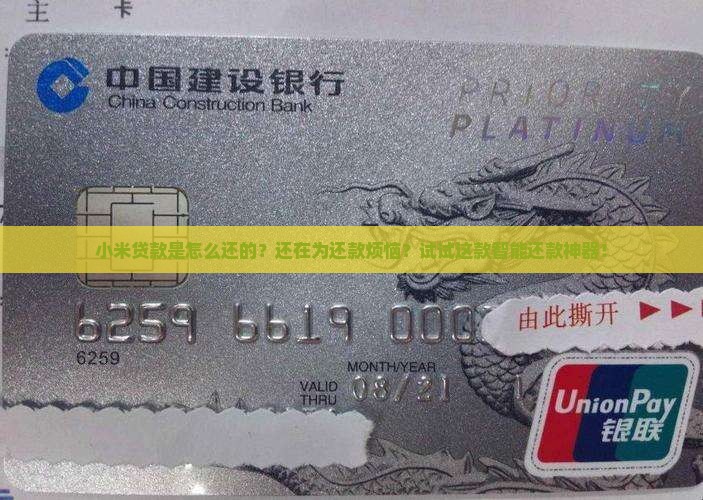 主 卡
中国建设银行
China Construction Bank
PRIORITY
PLATINUM
小米贷款是怎么还的？还在为还款烦恼？试试这款智能还款神器！
6259 6619 000
由此撕开
6259
MONTH/YEAR
VALID THRU 08/21
UnionPay
银联